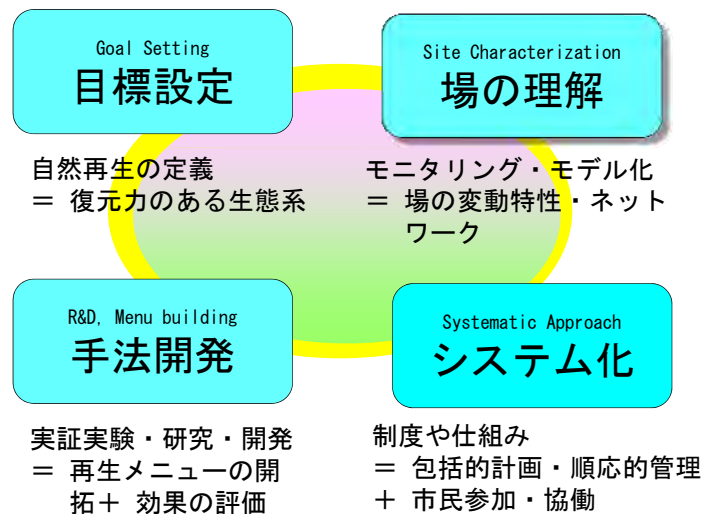 Goal Setting
目標設定
自然再生の定義
＝ 復元力のある生態系
Site Characterization
場の理解
モニタリング・モデル化
＝ 場の変動特性・ネット
ワーク
R&D, Menu building
手法開発
実証実験・研究・開発
＝ 再生メニューの開
拓＋ 効果の評価
Systematic Approach
システム化
制度や仕組み
＝ 包括的計画・順応的管理
＋ 市民参加・協働